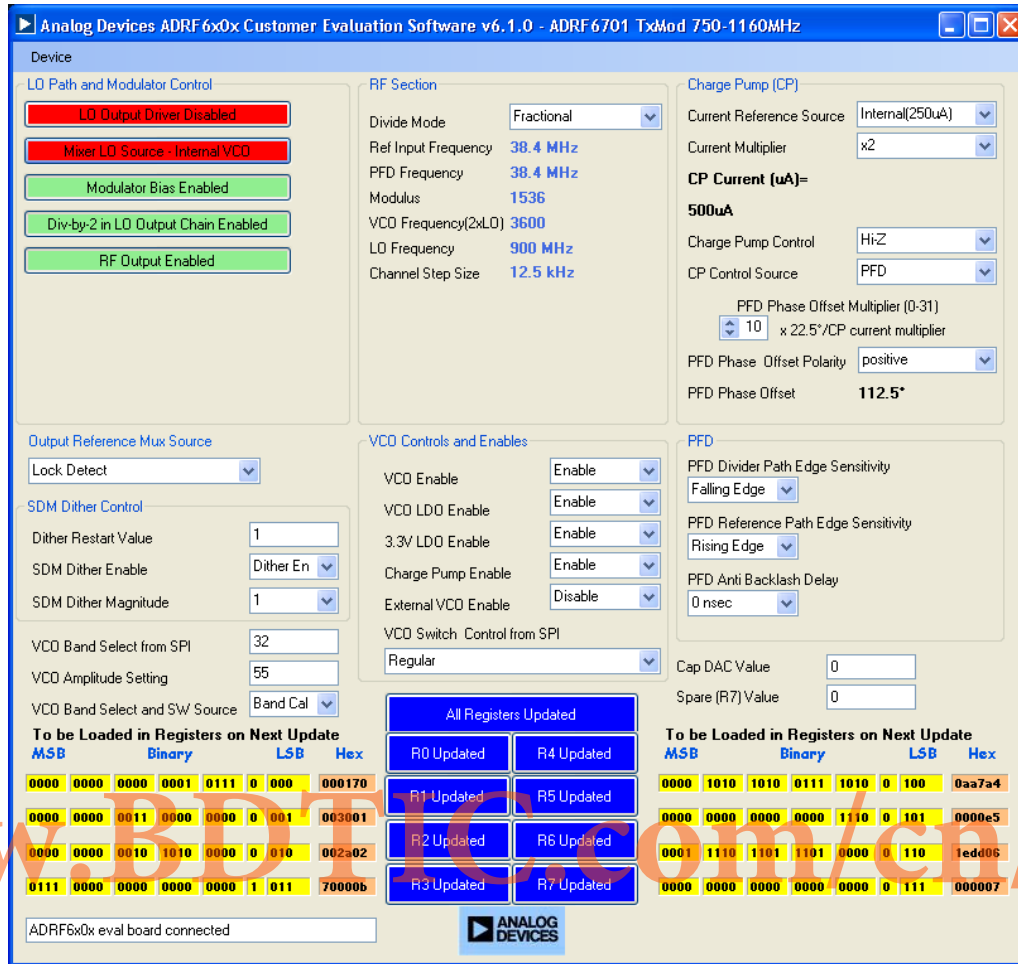 Analog Devices ADRF6x0x Customer Evaluation Software v6.1.0 - ADRF6701 TxMod 750-1160MHz
Device
LO Path and Modulator Control
LO Output Driver Disabled
Mixer LO Source - Internal VCO
Modulator Bias Enabled
Div-by-2 in LO Output Chain Enabled
RF Output Enabled
RF Section
Divide Mode Fractional
Ref Input Frequency 38.4 MHz
PFD Frequency 38.4 MHz
Modulus 1536
VCO Frequency(2xLO) 3600
LO Frequency 900 MHz
Channel Step Size 12.5 kHz
Charge Pump (CP)
Current Reference Source Internal(250uA)
Current Multiplier x2
CP Current (uA)=
500uA
Charge Pump Control Hi-Z
CP Control Source PFD
PFD Phase Offset Multiplier (0-31)
10 x 22.5°/CP current multiplier
PFD Phase Offset Polarity positive
PFD Phase Offset 112.5°
Output Reference Mux Source
Lock Detect
SDM Dither Control
Dither Restart Value 1
SDM Dither Enable Dither En
SDM Dither Magnitude 1
VCO Band Select from SPI 32
VCO Amplitude Setting 55
VCO Band Select and SW Source Band Cal
VCO Controls and Enables
VCO Enable Enable
VCO LDO Enable Enable
3.3V LDO Enable Enable
Charge Pump Enable Enable
External VCO Enable Disable
VCO Switch Control from SPI
Regular
PFD
PFD Divider Path Edge Sensitivity
Falling Edge
PFD Reference Path Edge Sensitivity
Rising Edge
PFD Anti Backlash Delay
0 nsec
Cap DAC Value 0
Spare (R7) Value 0
To be Loaded in Registers on Next Update
MSB Binary LSB Hex
0000 0000 0000 0001 0111 0 000 000170
0000 0000 0011 0000 0000 0 001 003001
0000 0000 0010 1010 0000 0 010 002a02
0111 0000 0000 0000 0000 1 011 70000b
All Registers Updated
R0 Updated R4 Updated
R1 Updated R5 Updated
R2 Updated R6 Updated
R3 Updated R7 Updated
To be Loaded in Registers on Next Update
MSB Binary LSB Hex
0000 1010 1010 0111 1010 0 100 0aa7a4
0000 0000 0000 0000 1110 0 101 0000e5
0001 1110 1101 1101 0000 0 110 1edd06
0000 0000 0000 0000 0000 0 111 000007
ADRF6x0x eval board connected
ANALOG
DEVICES
w.BDTIC.com/cn/